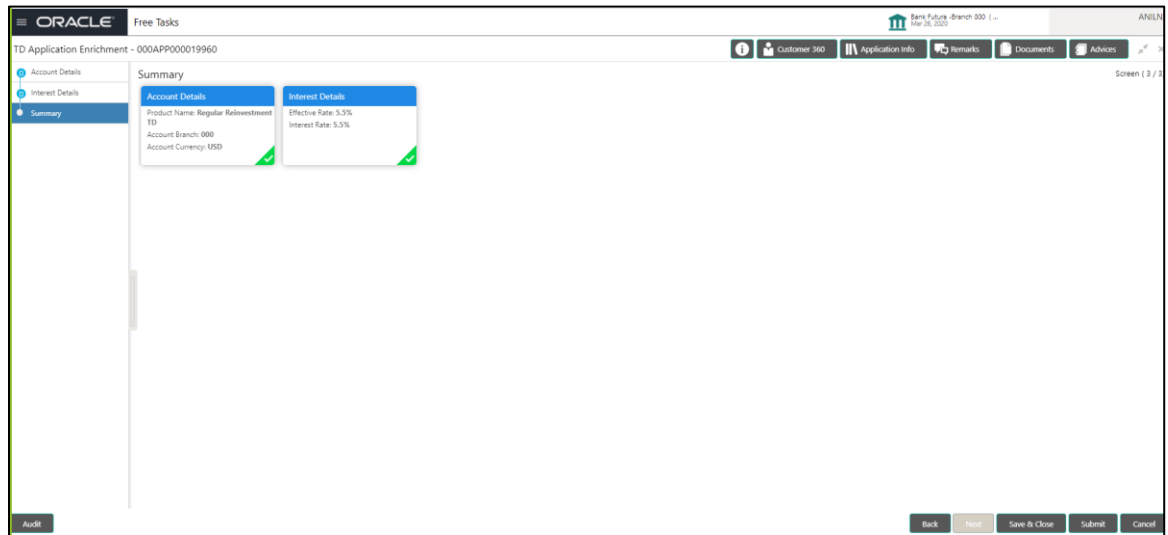 ORACLE
Free Tasks
Bank Futura -Branch 000 (...
Mar 26, 2020
ANILN
TD Application Enrichment - 000APP000019960
Customer 360
Application Info
Remarks
Documents
Advices
Account Details
Interest Details
Summary
Summary
Screen ( 3 / 3
Account Details
Product Name: Regular Reinvestment
TD
Account Branch: 000
Account Currency: USD
Interest Details
Effective Rate: 5.5%
Interest Rate: 5.5%
Audit
Back
Next
Save & Close
Submit
Cancel